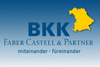 BKK
FABER-CASTELL & PARTNER
miteinander · füreinander